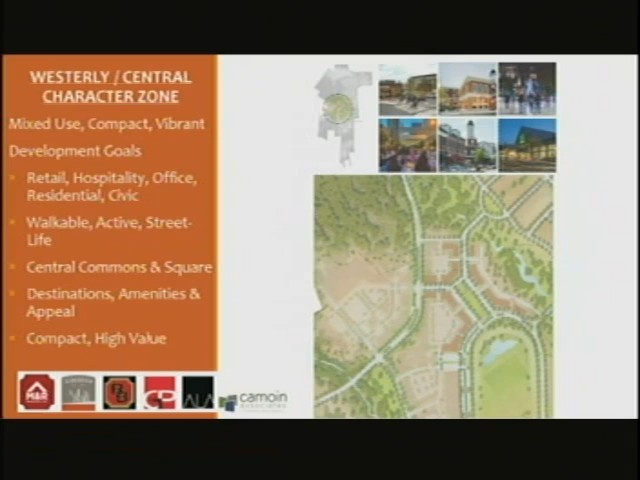 WESTERLY / CENTRAL
CHARACTER ZONE
Mixed Use, Compact, Vibrant
Development Goals
Retail, Hospitality, Office,
Residential, Civic
Walkable, Active, Street-
Life
Central Commons & Square
Destinations, Amenities &
Appeal
Compact, High Value
M&R
ALA
camoin